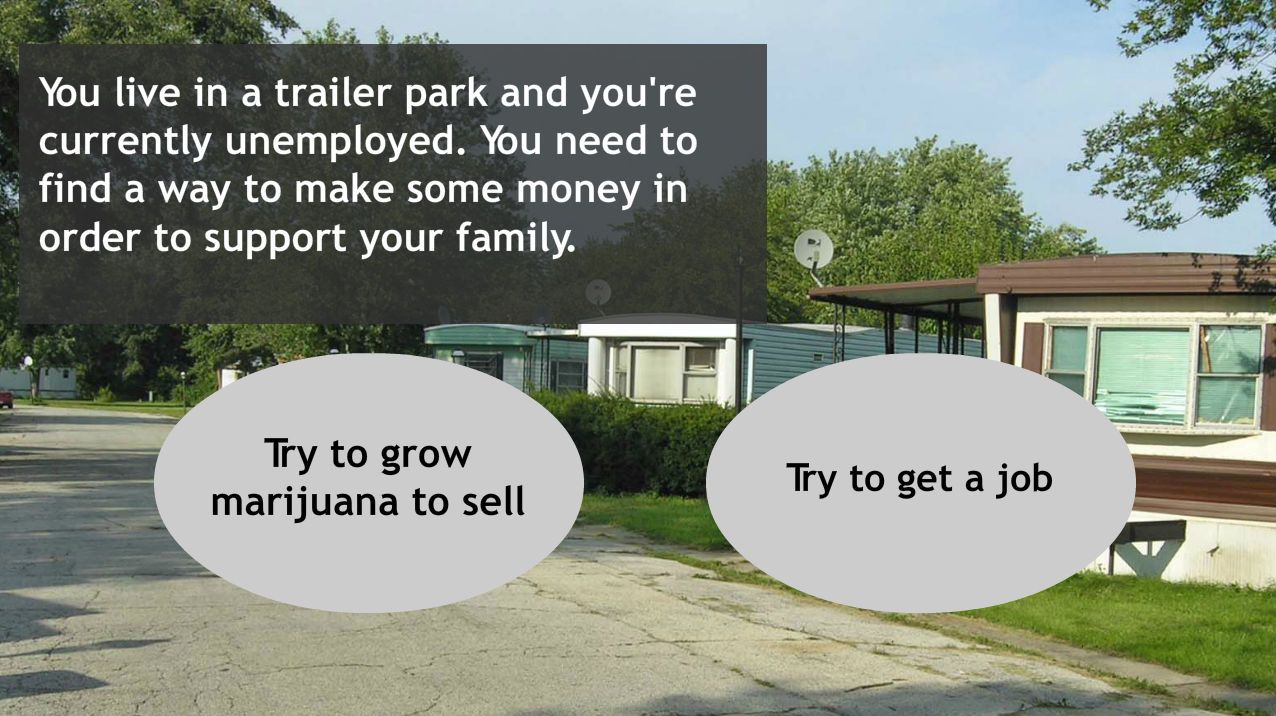 You live in a trailer park and you're
currently unemployed. You need to
find a way to make some money in
order to support your family.
Try to grow
marijuana to sell
Try to get a job